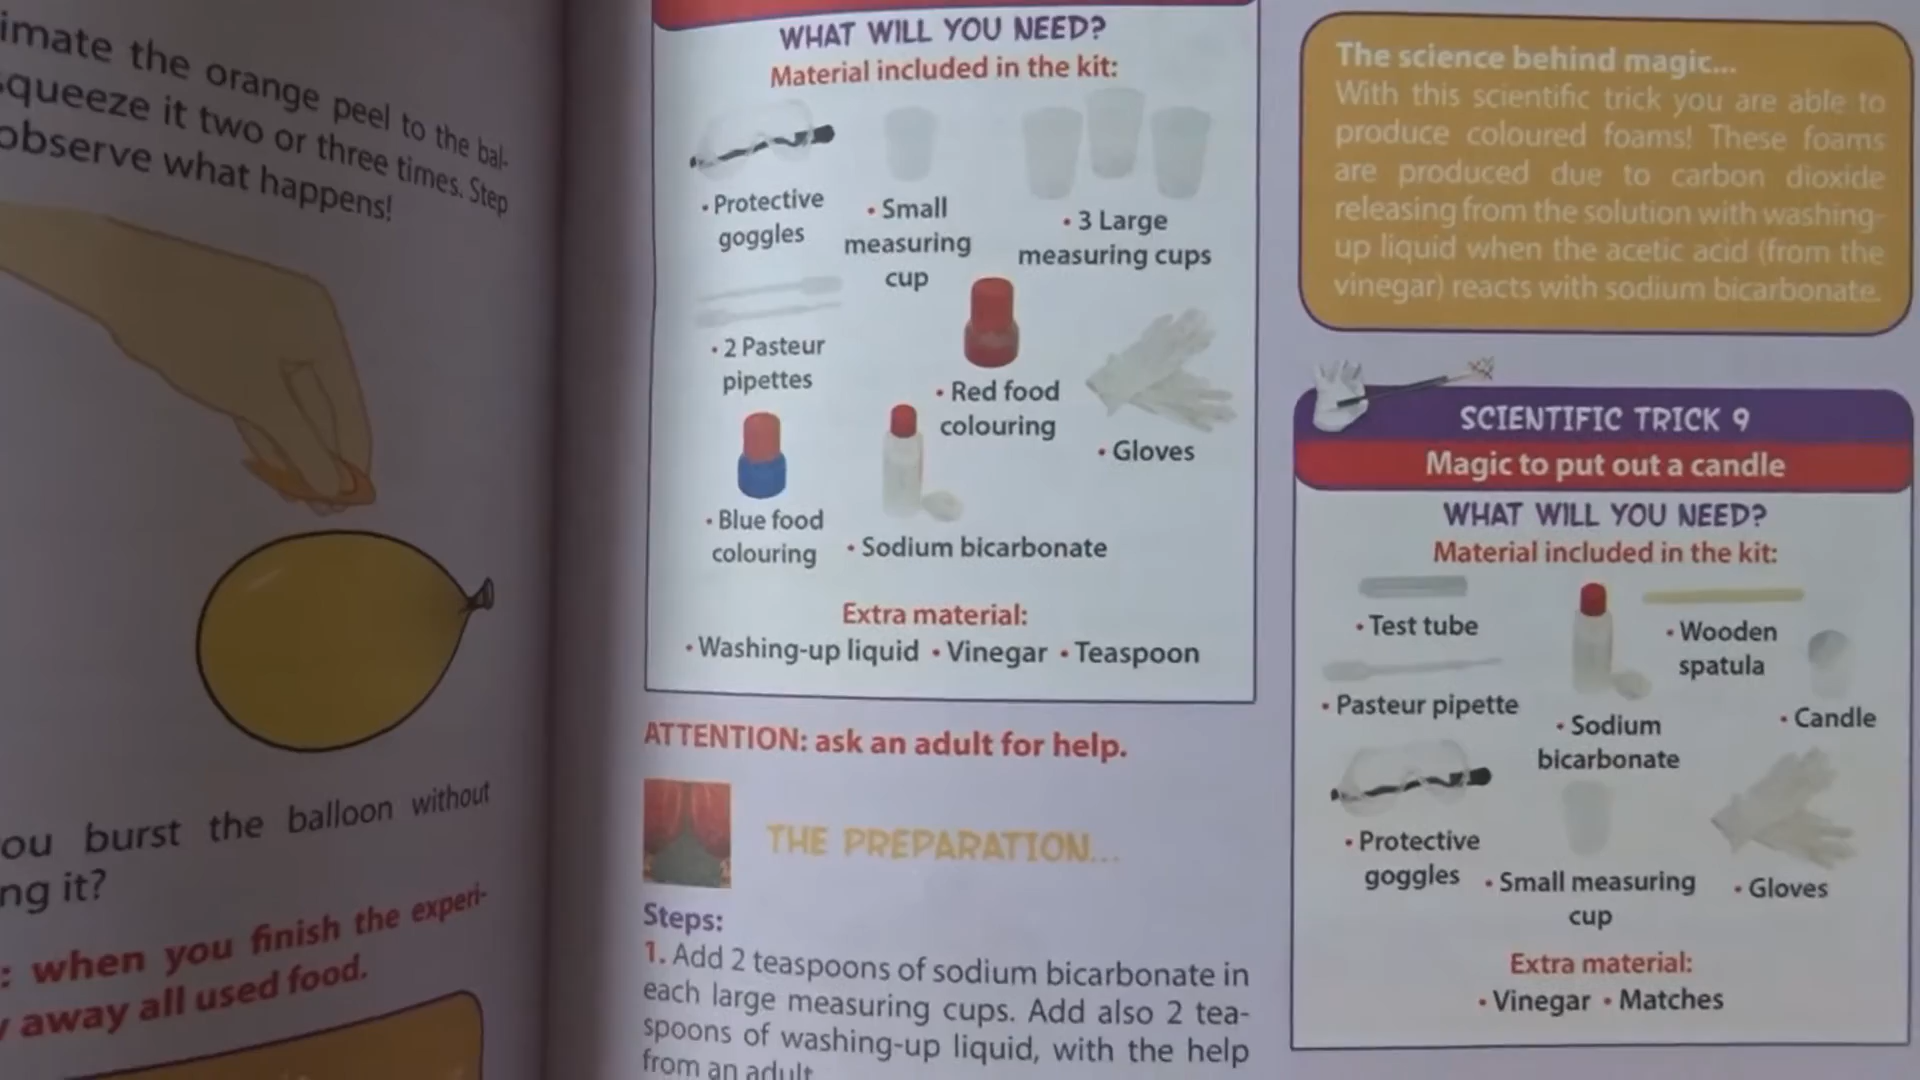 imate the orange peel to the bal-
squeeze it two or three times. Step
observe what happens!
ou burst the balloon without
ng it?
: when you finish the experi-
y away all used food.
WHAT WILL YOU NEED?
Material included in the kit:
• Protective
goggles
• Small
measuring
cup
• 3 Large
measuring cups
• 2 Pasteur
pipettes
• Red food
colouring
• Gloves
• Blue food
colouring
• Sodium bicarbonate
Extra material:
• Washing-up liquid • Vinegar • Teaspoon
ATTENTION: ask an adult for help.
THE PREPARATION...
Steps:
1. Add 2 teaspoons of sodium bicarbonate in
each large measuring cups. Add also 2 tea-
spoons of washing-up liquid, with the help
from an adult
The science behind magic...
With this scientific trick you are able to
produce coloured foams! These foams
are produced due to carbon dioxide
releasing from the solution with washing-
up liquid when the acetic acid (from the
vinegar) reacts with sodium bicarbonate.
SCIENTIFIC TRICK 9
Magic to put out a candle
WHAT WILL YOU NEED?
Material included in the kit:
• Test tube
• Wooden
spatula
• Pasteur pipette
• Sodium
bicarbonate
• Candle
• Protective
goggles
• Small measuring
cup
• Gloves
Extra material:
• Vinegar • Matches